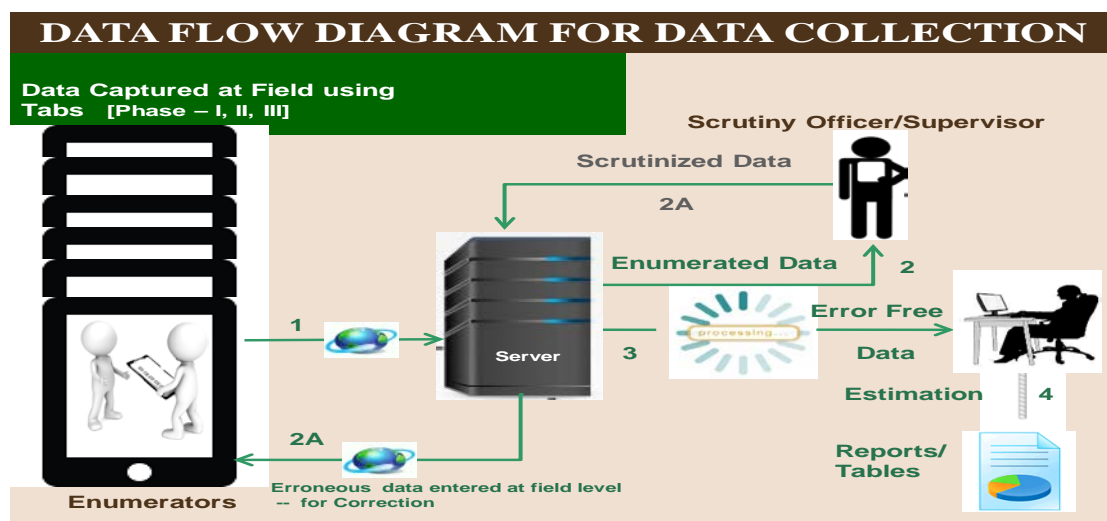 DATA FLOW DIAGRAM FOR DATA COLLECTION
Data Captured at Field using
Tabs [Phase – I, II, III]
Scrutiny Officer/Supervisor
Scrutinized Data
2A
Enumerated Data
2
1
Server
3
processing...
Error Free
Data
Estimation
4
2A
Reports/
Tables
Erroneous data entered at field level
-- for Correction
Enumerators